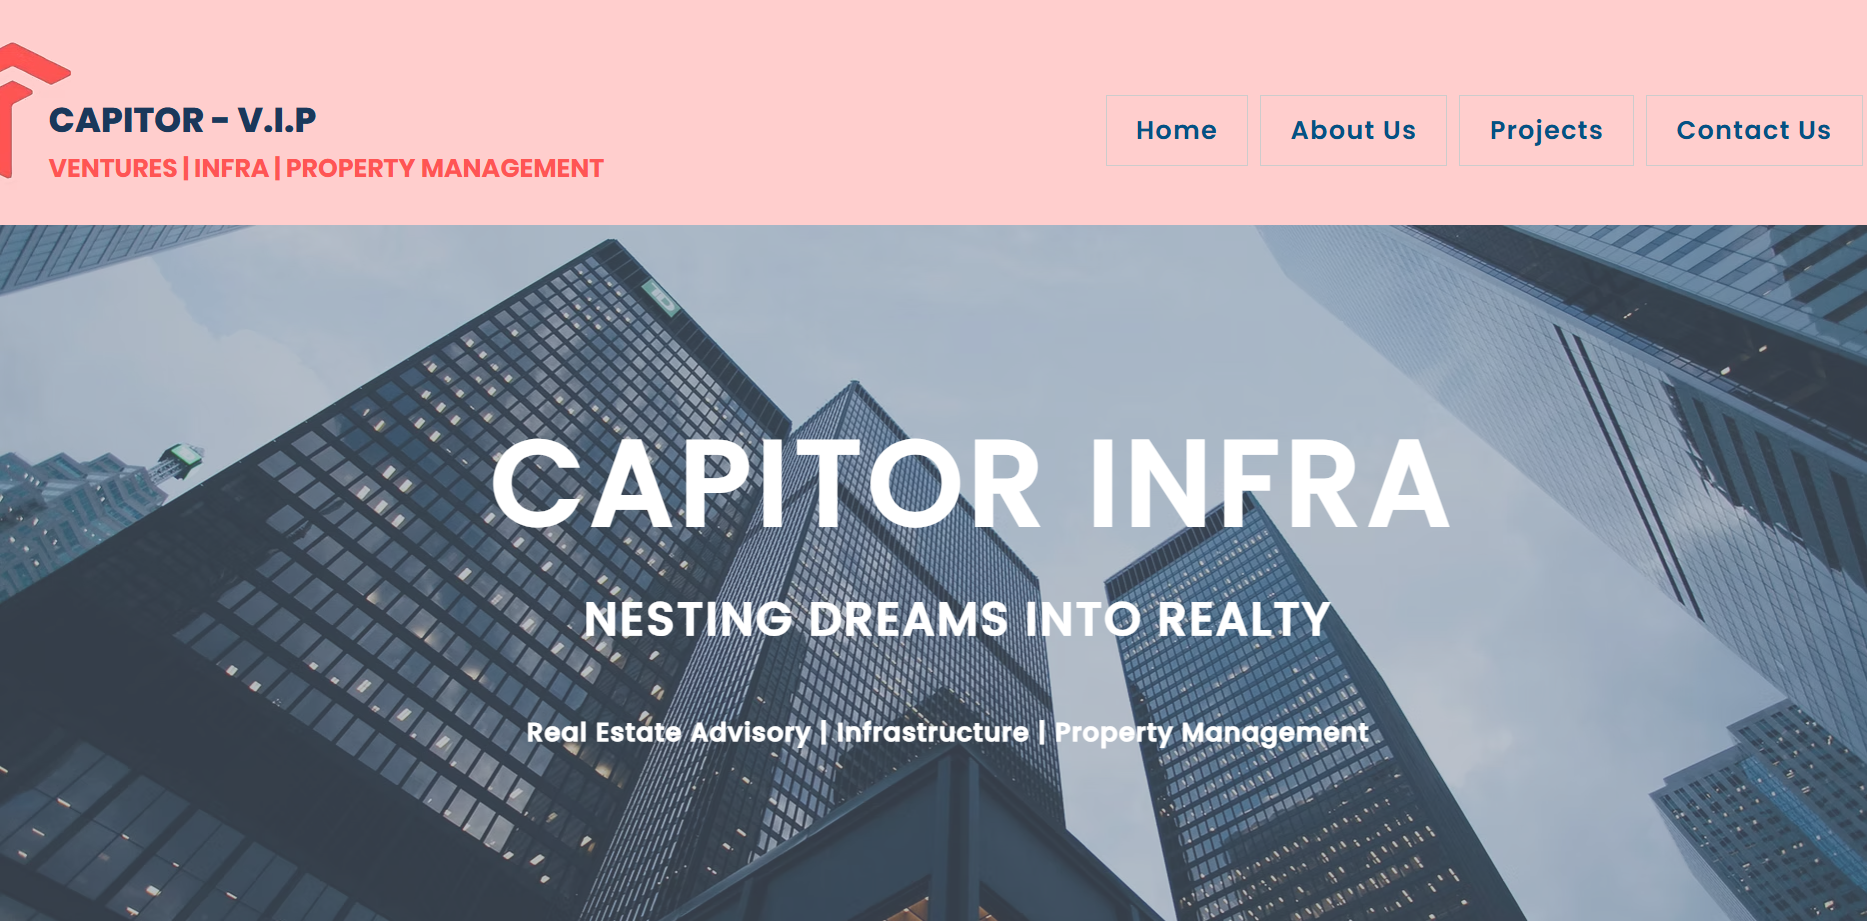 CAPITOR – V.I.P
VENTURES | INFRA | PROPERTY MANAGEMENT
Home
About Us
Projects
Contact Us
TD
CAPITOR INFRA
NESTING DREAMS INTO REALTY
Real Estate Advisory | Infrastructure | Property Management